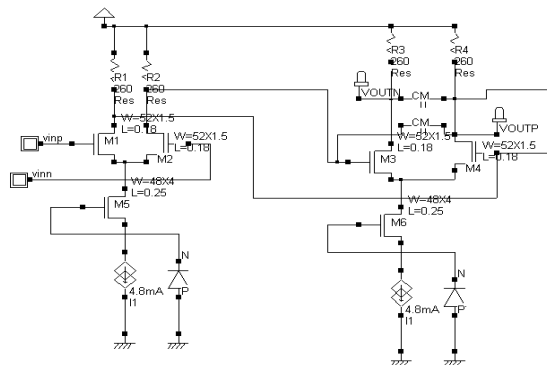 R1
260
Res
R2
260
Res
W=52X1.5
L=0.18
vinp
M1
M2
W=52X1.5
L=0.18
vinn
W=48X4
L=0.25
M5
4.8mA
I1
N
P
R3
260
Res
R4
260
Res
VOUTN
CM
CM
VOUTP
W=52X1.5
L=0.18
M3
M4
W=52X1.5
L=0.18
W=48X4
L=0.25
M6
4.8mA
I1
N
P